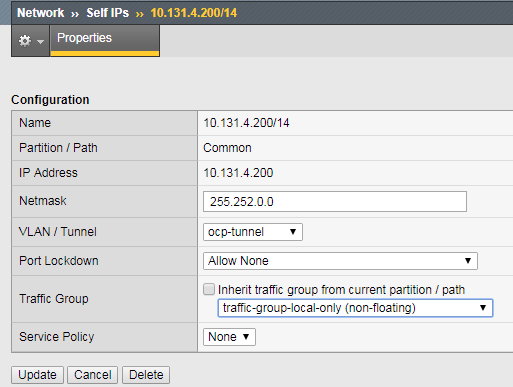 Network ›› Self IPs ›› 10.131.4.200/14
Properties
Configuration
Name 10.131.4.200/14
Partition / Path Common
IP Address 10.131.4.200
Netmask 255.252.0.0
VLAN / Tunnel ocp-tunnel
Port Lockdown Allow None
Traffic Group Inherit traffic group from current partition / path
traffic-group-local-only (non-floating)
Service Policy None
Update Cancel Delete